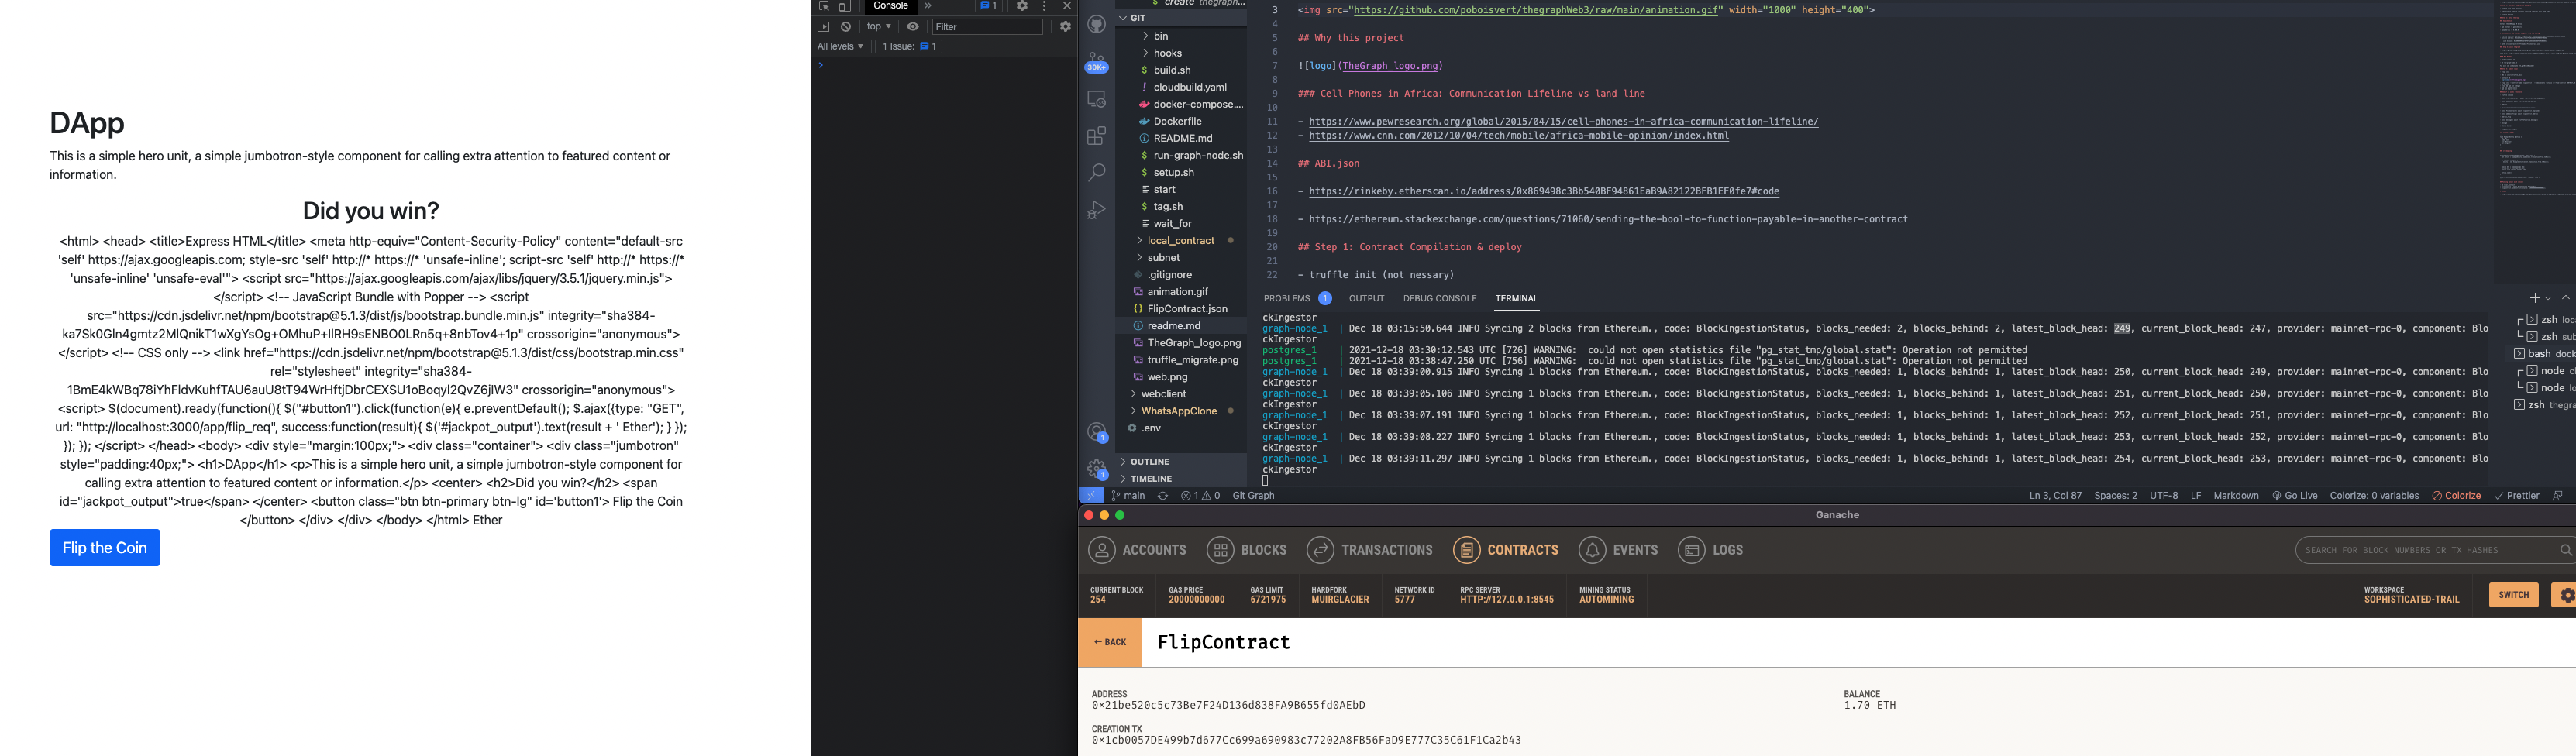 DApp
This is a simple hero unit, a simple jumbotron-style component for calling extra attention to featured content or
information.
Did you win?
<html> <head> <title>Express HTML</title> <meta http-equiv="Content-Security-Policy" content="default-src
'self' https://ajax.googleapis.com; style-src 'self' http://* https://* 'unsafe-inline'; script-src 'self' http://* https://*
'unsafe-inline' 'unsafe-eval'"> <script src="https://ajax.googleapis.com/ajax/libs/jquery/3.5.1/jquery.min.js">
</script> <!-- JavaScript Bundle with Popper --> <script
src="https://cdn.jsdelivr.net/npm/bootstrap@5.1.3/dist/js/bootstrap.bundle.min.js" integrity="sha384-
ka7Sk0Gln4gmtz2MlQnikT1wXgYsOg+OMhuP+IlRH9sENBO0LRn5q+8nbTov4+1p" crossorigin="anonymous">
</script> <!-- CSS only --> <link href="https://cdn.jsdelivr.net/npm/bootstrap@5.1.3/dist/css/bootstrap.min.css"
rel="stylesheet" integrity="sha384-
1BmE4kWBq78iYhFldvKuhfTAU6auU8tT94WrHftjDbrCEXSU1oBoqyl2QvZ6jIW3" crossorigin="anonymous">
<script> $(document).ready(function(){ $("#button1").click(function(e){ e.preventDefault(); $.ajax({type: "GET",
url: "http://localhost:3000/app/flip_req", success:function(result){ $('#jackpot_output').text(result + ' Ether'); } });
}); }); </script> </head> <body> <div style="margin:100px;"> <div class="container"> <div class="jumbotron"
style="padding:40px;"> <h1>DApp</h1> <p>This is a simple hero unit, a simple jumbotron-style component for
calling extra attention to featured content or information.</p> <center> <h2>Did you win?</h2> <span
id="jackpot_output">true</span> </center> <button class="btn btn-primary btn-lg" id='button1'> Flip the Coin
</button> </div> </div> </body> </html> Ether
Flip the Coin
Console
1
top
Filter
All levels
1 Issue: 1
30K+
1
1
create thegraph...
GIT
bin
hooks
build.sh
cloudbuild.yaml
docker-compose....
Dockerfile
README.md
run-graph-node.sh
setup.sh
start
tag.sh
wait_for
local_contract
subnet
.gitignore
animation.gif
FlipContract.json
readme.md
TheGraph_logo.png
truffle_migrate.png
web.png
webclient
WhatsAppClone
.env
OUTLINE
TIMELINE
3 <img src="https://github.com/poboisvert/thegraphWeb3/raw/main/animation.gif" width="1000" height="400">
4
5 ## Why this project
6
7 ![logo](TheGraph_logo.png)
8
9 ### Cell Phones in Africa: Communication Lifeline vs land line
10
11 - https://www.pewresearch.org/global/2015/04/15/cell-phones-in-africa-communication-lifeline/
12 - https://www.cnn.com/2012/10/04/tech/mobile/africa-mobile-opinion/index.html
13
14 ## ABI.json
15
16 - https://rinkeby.etherscan.io/address/0x869498c3Bb540BF94861EaB9A82122BFB1EF0fe7#code
17
18 - https://ethereum.stackexchange.com/questions/71060/sending-the-bool-to-function-payable-in-another-contract
19
20 ## Step 1: Contract Compilation & deploy
21
22 - truffle init (not nessary)
PROBLEMS 1 OUTPUT DEBUG CONSOLE TERMINAL
ckIngestor
graph-node_1 | Dec 18 03:15:50.644 INFO Syncing 2 blocks from Ethereum., code: BlockIngestionStatus, blocks_needed: 2, blocks_behind: 2, latest_block_head: 249, current_block_head: 247, provider: mainnet-rpc-0, component: Blo
ckIngestor
postgres_1 | 2021-12-18 03:30:12.543 UTC [726] WARNING: could not open statistics file "pg_stat_tmp/global.stat": Operation not permitted
postgres_1 | 2021-12-18 03:38:47.250 UTC [756] WARNING: could not open statistics file "pg_stat_tmp/global.stat": Operation not permitted
graph-node_1 | Dec 18 03:39:00.915 INFO Syncing 1 blocks from Ethereum., code: BlockIngestionStatus, blocks_needed: 1, blocks_behind: 1, latest_block_head: 250, current_block_head: 249, provider: mainnet-rpc-0, component: Blo
ckIngestor
graph-node_1 | Dec 18 03:39:05.106 INFO Syncing 1 blocks from Ethereum., code: BlockIngestionStatus, blocks_needed: 1, blocks_behind: 1, latest_block_head: 251, current_block_head: 250, provider: mainnet-rpc-0, component: Blo
ckIngestor
graph-node_1 | Dec 18 03:39:07.191 INFO Syncing 1 blocks from Ethereum., code: BlockIngestionStatus, blocks_needed: 1, blocks_behind: 1, latest_block_head: 252, current_block_head: 251, provider: mainnet-rpc-0, component: Blo
ckIngestor
graph-node_1 | Dec 18 03:39:08.227 INFO Syncing 1 blocks from Ethereum., code: BlockIngestionStatus, blocks_needed: 1, blocks_behind: 1, latest_block_head: 253, current_block_head: 252, provider: mainnet-rpc-0, component: Blo
ckIngestor
graph-node_1 | Dec 18 03:39:11.297 INFO Syncing 1 blocks from Ethereum., code: BlockIngestionStatus, blocks_needed: 1, blocks_behind: 1, latest_block_head: 254, current_block_head: 253, provider: mainnet-rpc-0, component: Blo
ckIngestor
zsh loc
zsh sub
bash dock
node cl
node lo
zsh thegra
main 1 0 Git Graph
Ln 3, Col 87 Spaces: 2 UTF-8 LF Markdown Go Live Colorize: 0 variables Colorize Prettier
Ganache
ACCOUNTS BLOCKS TRANSACTIONS CONTRACTS EVENTS LOGS
SEARCH FOR BLOCK NUMBERS OR TX HASHES
CURRENT BLOCK
254
GAS PRICE
20000000000
GAS LIMIT
6721975
HARDFORK
MUIRGLACIER
NETWORK ID
5777
RPC SERVER
HTTP://127.0.0.1:8545
MINING STATUS
AUTOMINING
WORKSPACE
SOPHISTICATED-TRAIL
SWITCH
← BACK
FlipContract
ADDRESS
0×21be520c5c73Be7F24D136d838FA9B655fd0AEbD
BALANCE
1.70 ETH
CREATION TX
0×1cb0057DE499b7d677Cc699a690983c77202A8FB56FaD9E777C35C61F1Ca2b43